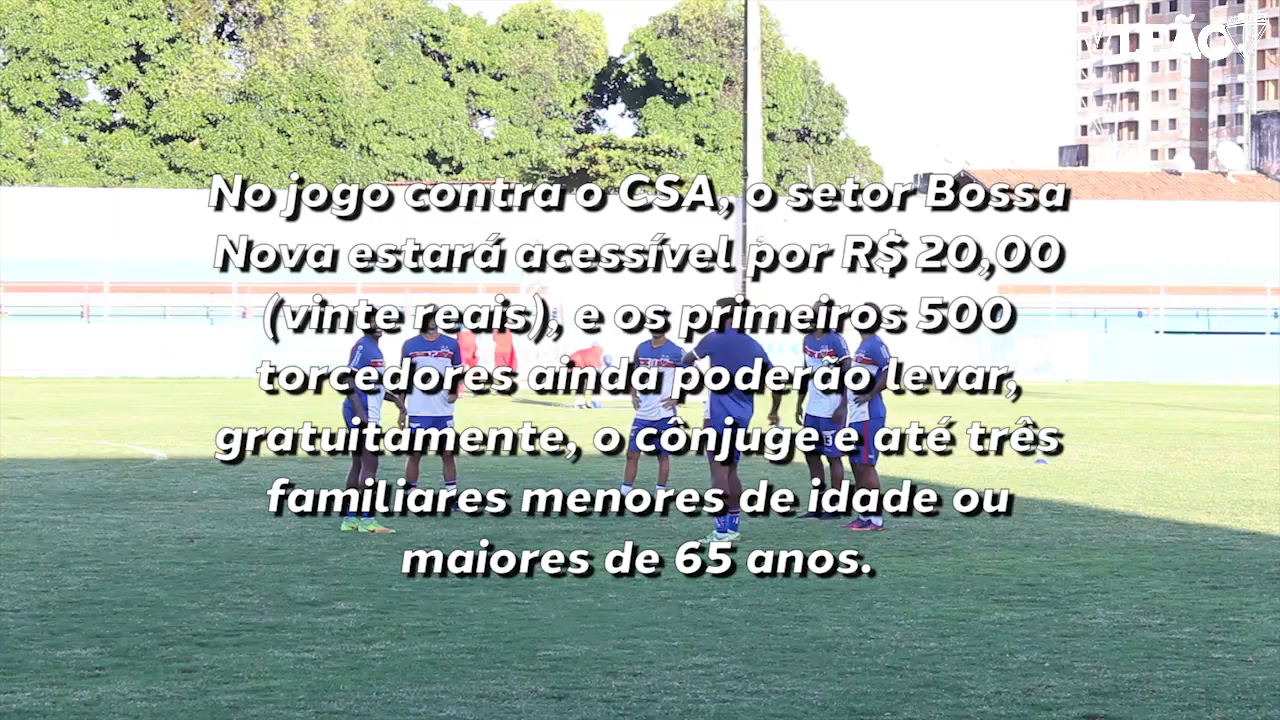 LEÃO
No jogo contra o CSA, o setor Bossa
Nova estará acessível por R$ 20,00
(vinte reais), e os primeiros 500
torcedores ainda poderão levar,
gratuitamente, o cônjuge e até três
familiares menores de idade ou
maiores de 65 anos.